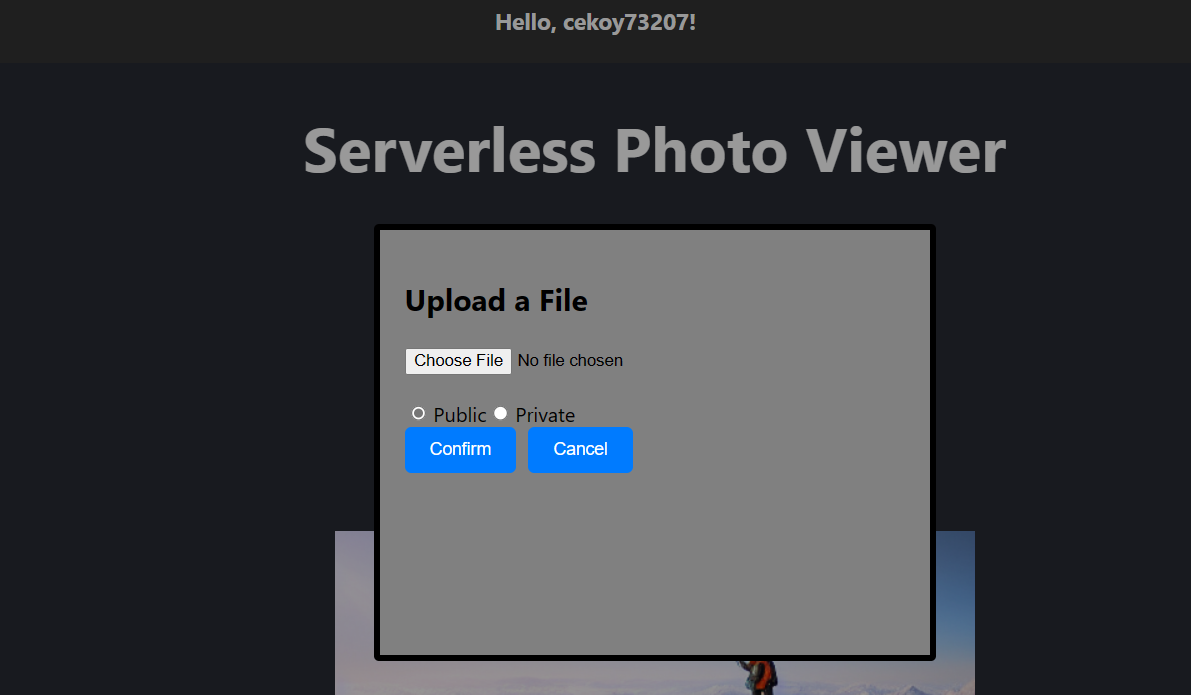 Hello, cekoy73207!
Serverless Photo Viewer
Upload a File
Choose File No file chosen
Public Private
Confirm Cancel